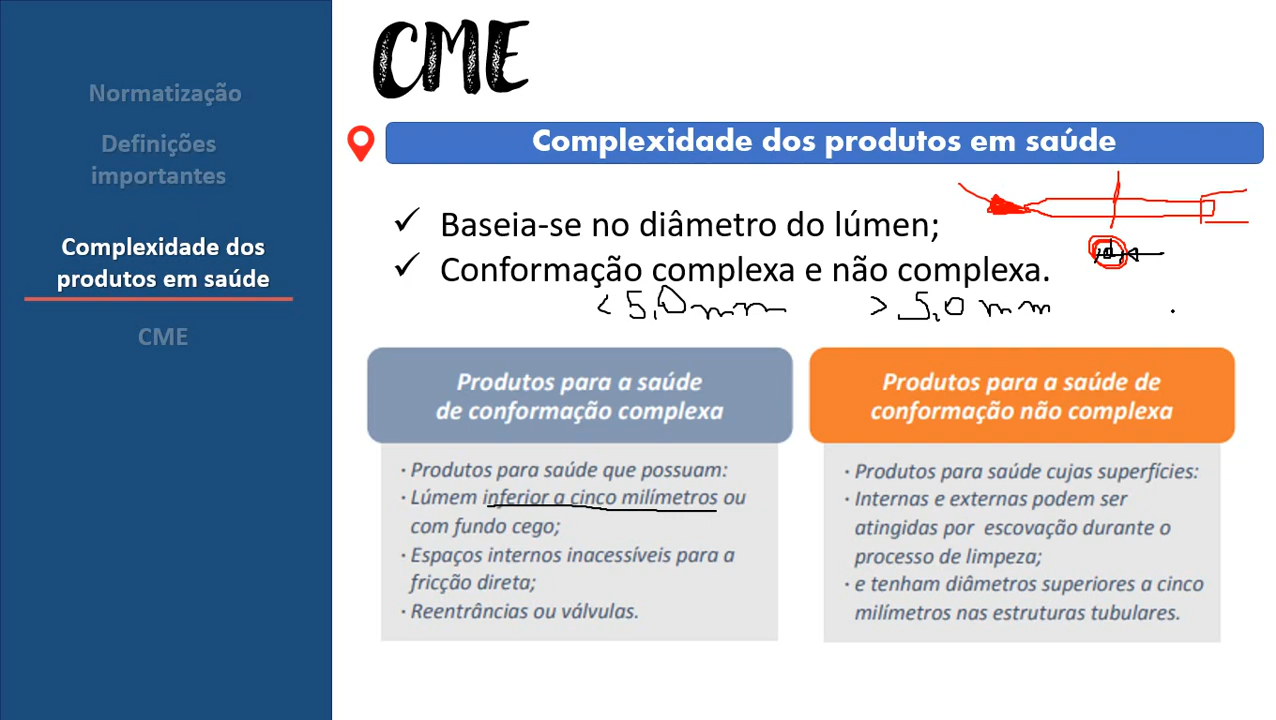 CME
Normatização
Definições
importantes
Complexidade dos
produtos em saúde
CME
Complexidade dos produtos em saúde
✓ Baseia-se no diâmetro do lúmen;
✓ Conformação complexa e não complexa.
< 5,0 mm > 5,0 mm
Produtos para a saúde
de conformação complexa
· Produtos para saúde que possuam:
· Lúmem inferior a cinco milímetros ou
com fundo cego;
· Espaços internos inacessíveis para a
fricção direta;
· Reentrâncias ou válvulas.
Produtos para a saúde de
conformação não complexa
· Produtos para saúde cujas superfícies:
· Internas e externas podem ser
atingidas por escovação durante o
processo de limpeza;
· e tenham diâmetros superiores a cinco
milímetros nas estruturas tubulares.